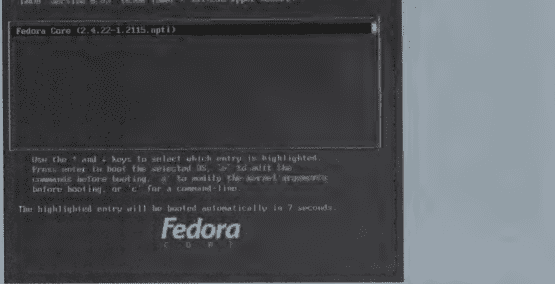 Fedora Core (2.4.22-1.2115.nptl)
Use the ^ and v keys to select which entry is highlighted.
Press enter to boot the selected OS, 'e' to edit the
commands before booting, 'a' to modify the kernel arguments
before booting, or 'c' for a command-line.
The highlighted entry will be booted automatically in 7 seconds.
Fedora
CORE